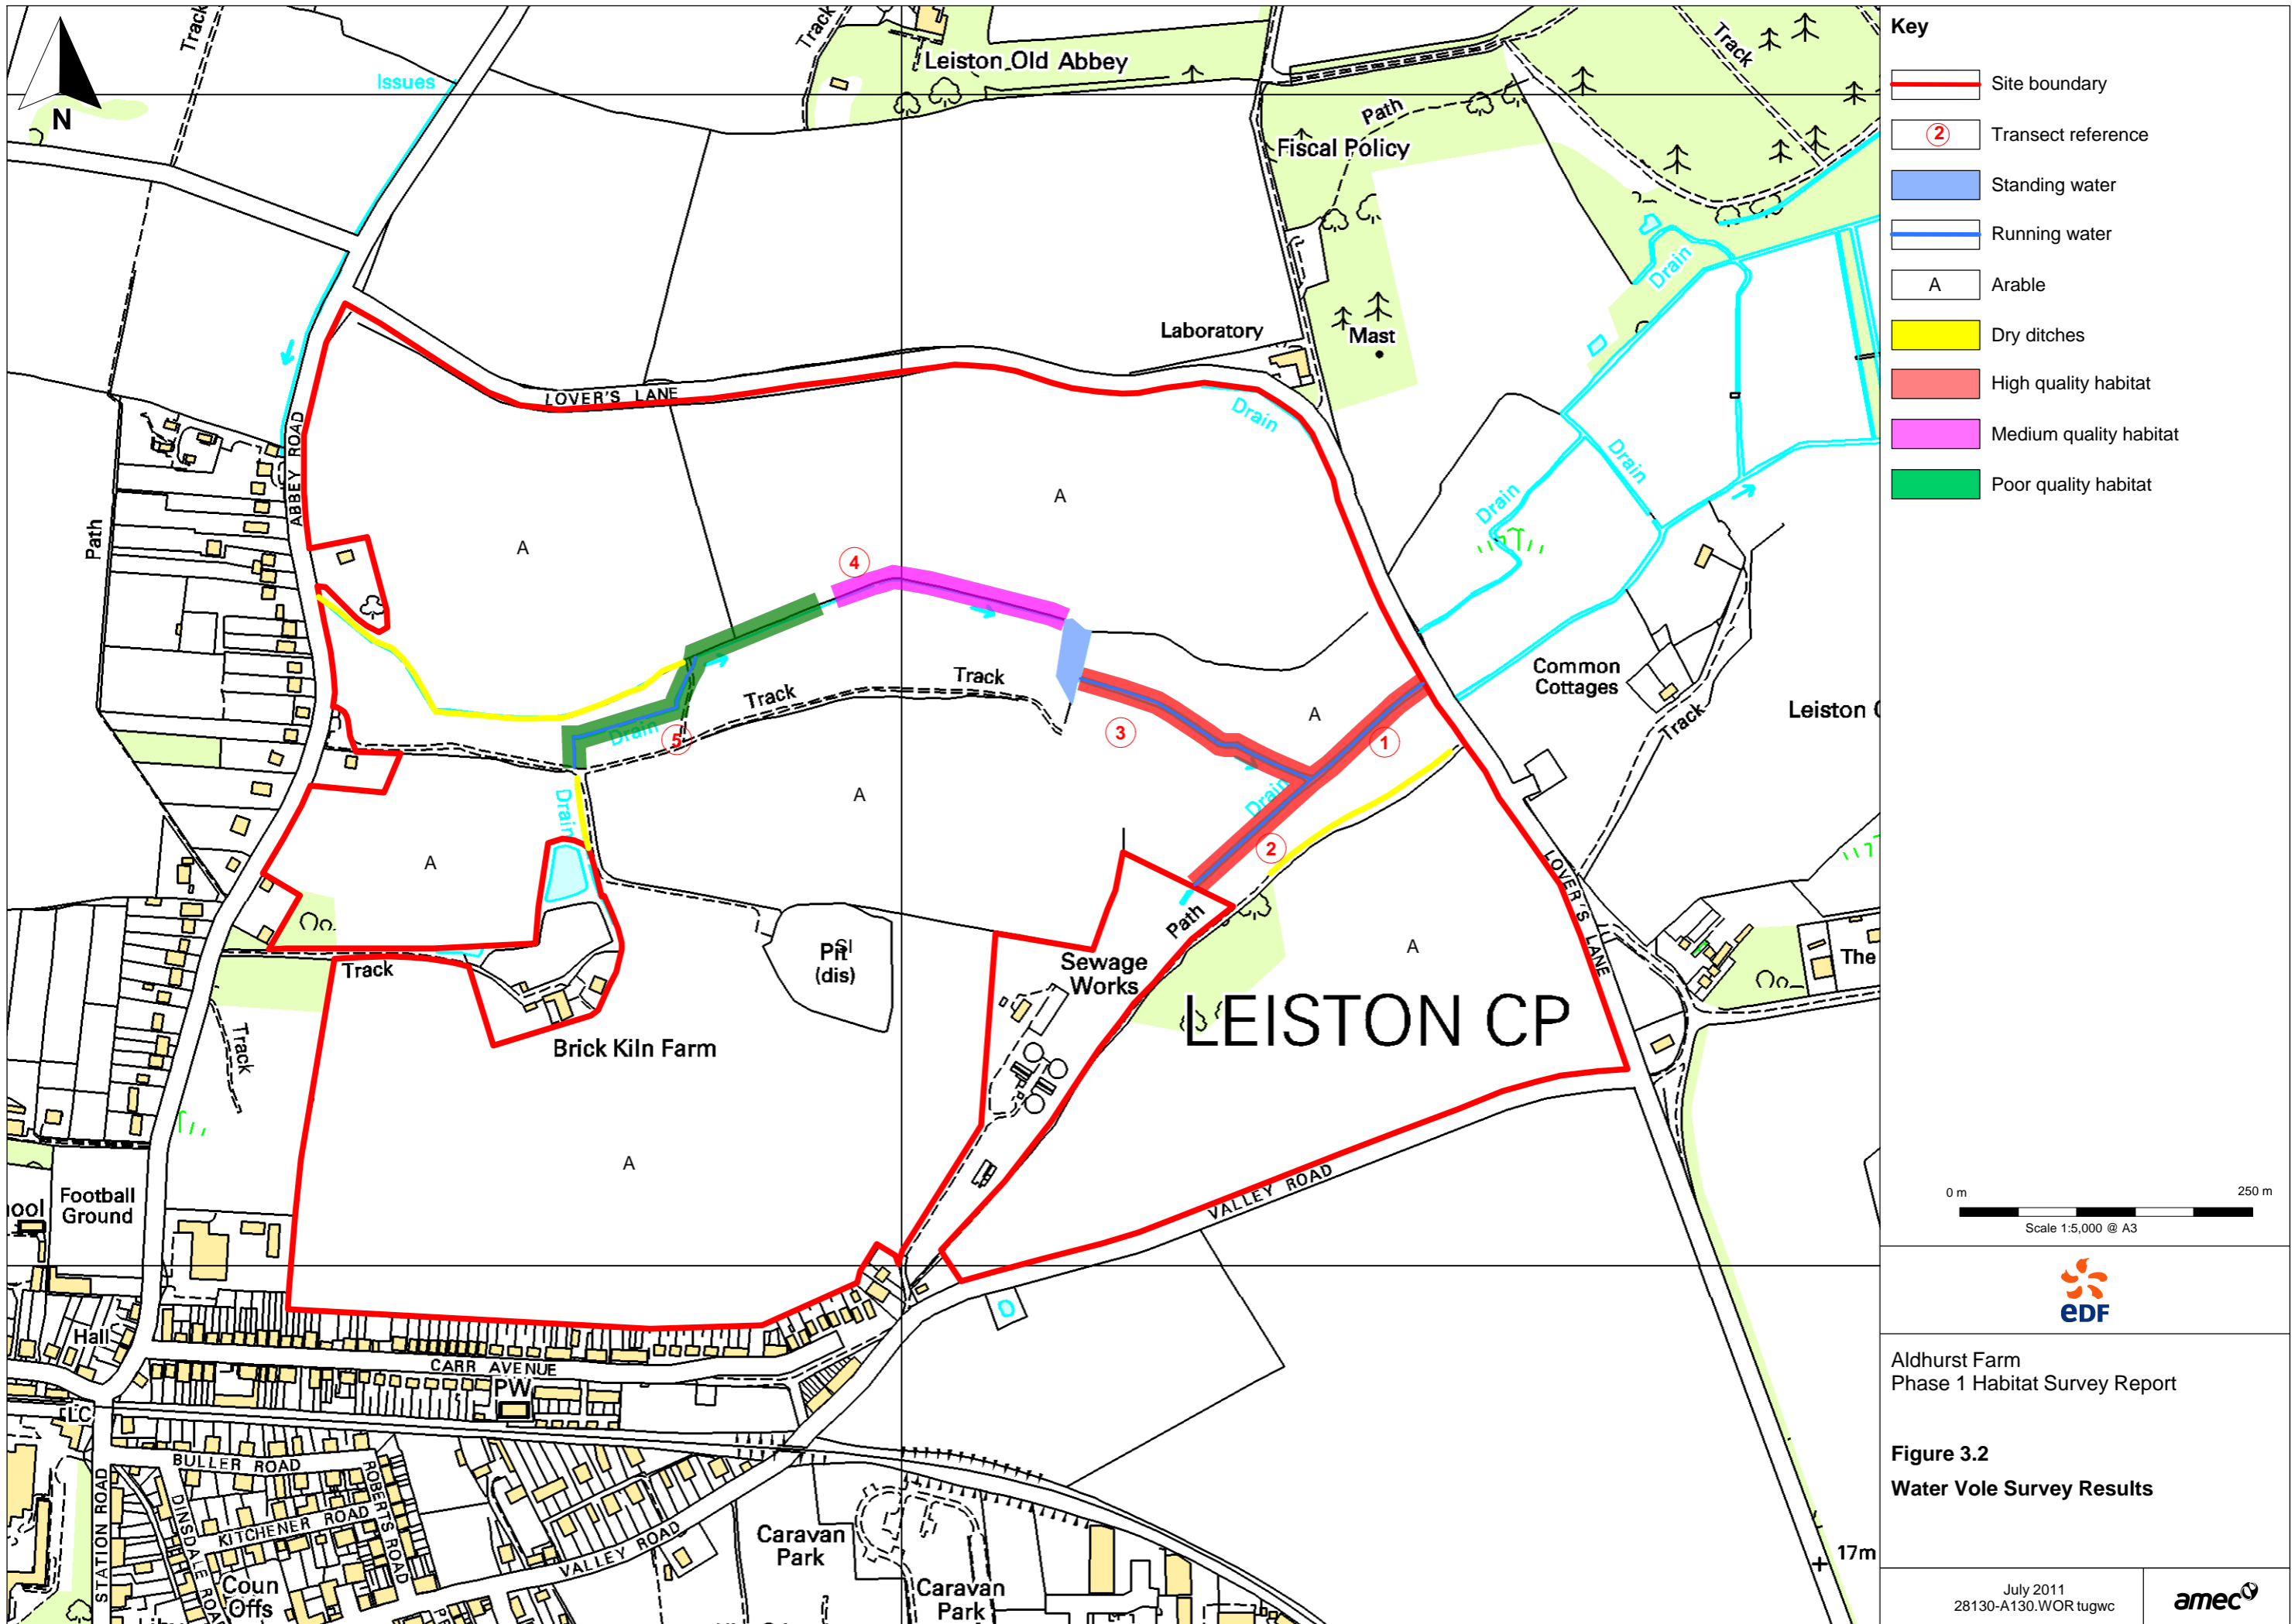 Track
Issues
N
Track
Leiston Old Abbey
Track
Path
Fiscal Policy
Drain
Laboratory
Mast
LOVER'S LANE
Drain
ABBEY ROAD
Path
A
A
Drain
Drain
4
Track
Track
Common
Cottages
Track
Drain
5
3
A
1
A
Drain
Drain
2
A
Path
Pit
(dis)
SI
Sewage
Works
A
LOVER'S LANE
The
Track
Track
LEISTON CP
Brick Kiln Farm
A
Football
Ground
VALLEY ROAD
Hall
CARR AVENUE
PW
LC
BULLER ROAD
ROBERTS ROAD
STATION ROAD
DINSDALE ROA
KITCHENER ROAD
VALLEY ROAD
Caravan
Park
Coun
Offs
Caravan
Park
17m
Leiston
Key
Site boundary
2 Transect reference
Standing water
Running water
A Arable
Dry ditches
High quality habitat
Medium quality habitat
Poor quality habitat
0 m 250 m
Scale 1:5,000 @ A3
eDF
Aldhurst Farm
Phase 1 Habitat Survey Report
Figure 3.2
Water Vole Survey Results
July 2011
28130-A130.WOR tugwc
amec